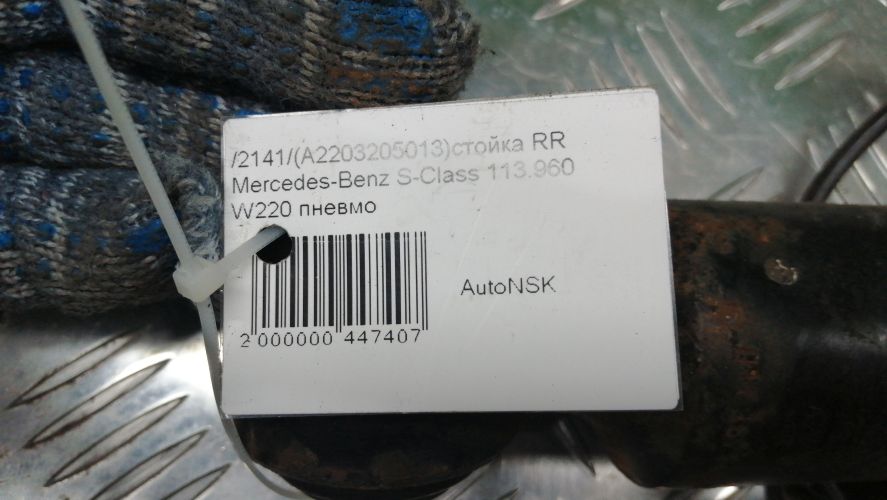 /2141/(A2203205013)стойка RR
Mercedes-Benz S-Class 113.960
W220 пневмо
AutoNSK
2 000000 447407